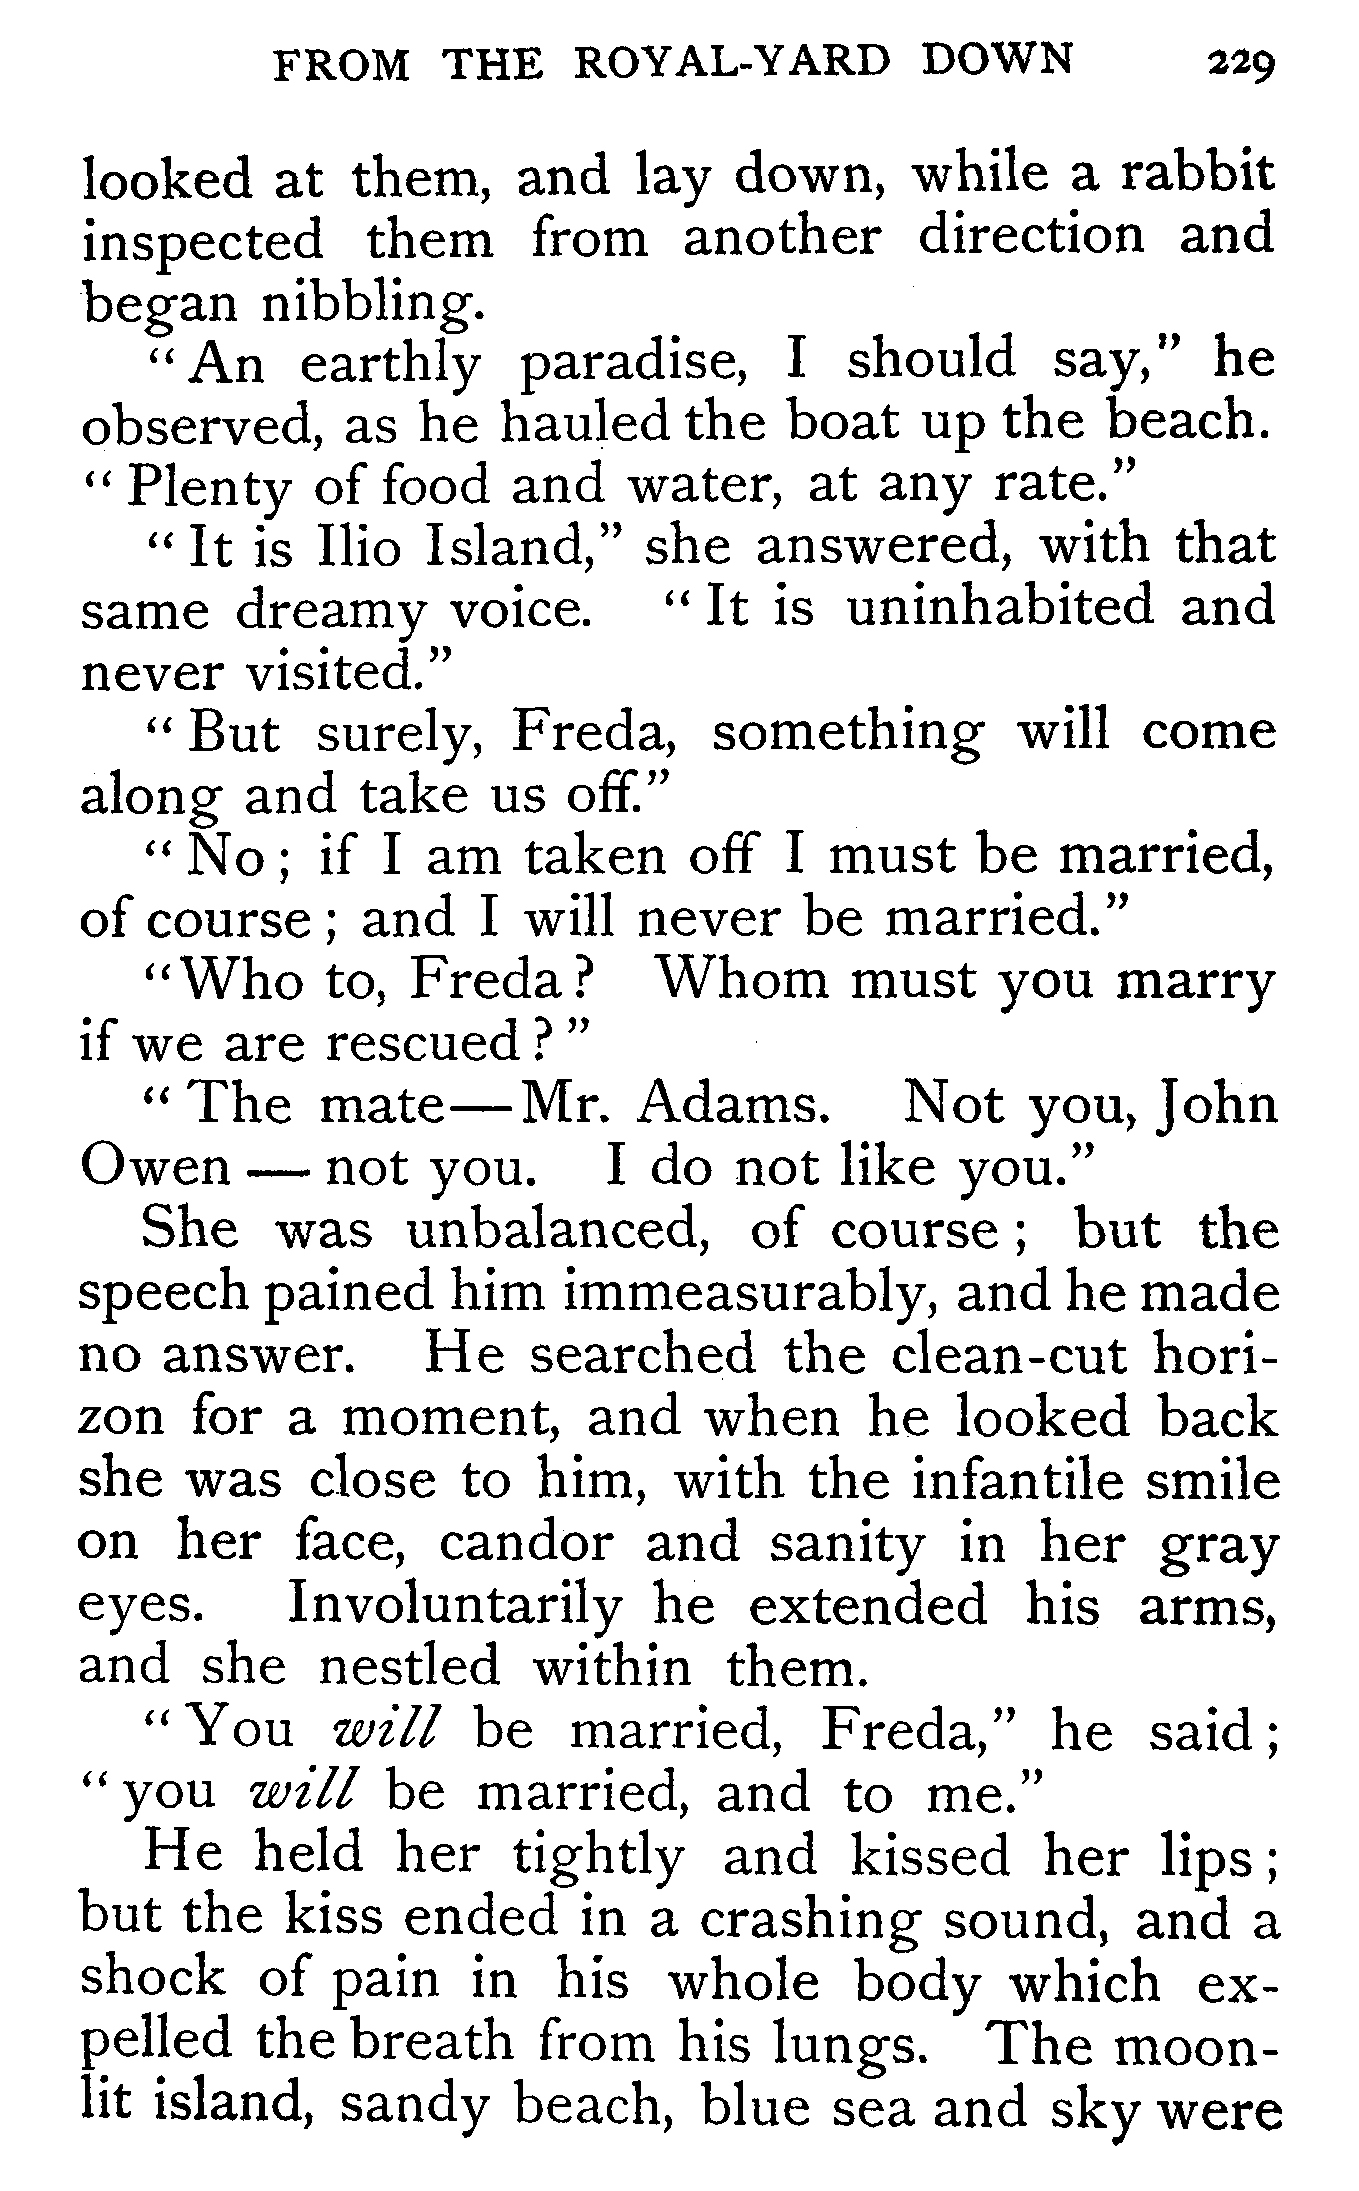 FROM THE ROYAL-YARD DOWN 229
looked at them, and lay down, while a rabbit
inspected them from another direction and
began nibbling.
“An earthly paradise, I should say,” he
observed, as he hauled the boat up the beach.
“Plenty of food and water, at any rate.”
“It is Ilio Island,” she answered, with that
same dreamy voice. “It is uninhabited and
never visited.”
“But surely, Freda, something will come
along and take us off.”
“No; if I am taken off I must be married,
of course; and I will never be married.”
“Who to, Freda? Whom must you marry
if we are rescued?”
“The mate—Mr. Adams. Not you, John
Owen — not you. I do not like you.”
She was unbalanced, of course; but the
speech pained him immeasurably, and he made
no answer. He searched the clean-cut hori-
zon for a moment, and when he looked back
she was close to him, with the infantile smile
on her face, candor and sanity in her gray
eyes. Involuntarily he extended his arms,
and she nestled within them.
“You will be married, Freda,” he said;
“you will be married, and to me.”
He held her tightly and kissed her lips;
but the kiss ended in a crashing sound, and a
shock of pain in his whole body which ex-
pelled the breath from his lungs. The moon-
lit island, sandy beach, blue sea and sky were